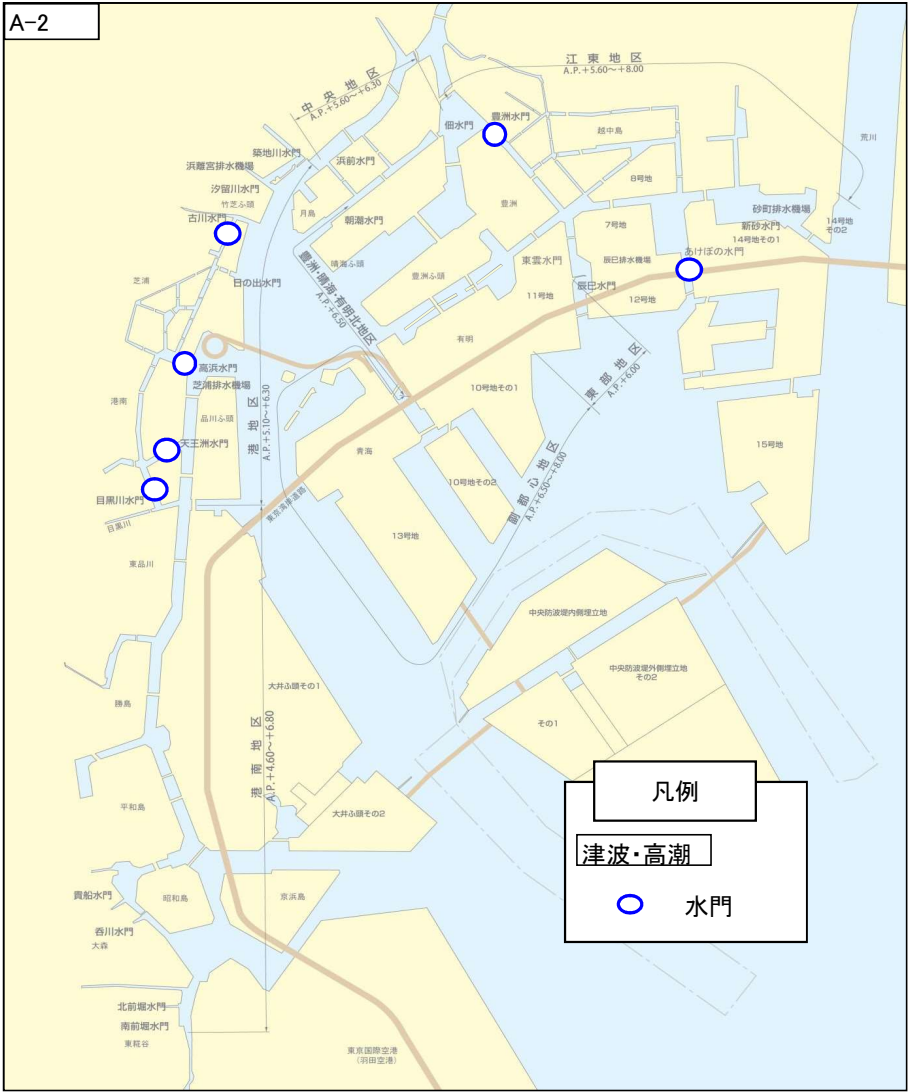 A-2
江東地区
A.P.+5.60～+8.00
中央地区
A.P.+5.60～+6.30
佃水門
豊洲水門
越中島
荒川
築地川水門
浜離宮排水機場
浜前水門
汐留川水門
竹芝ふ頭
古川水門
月島
朝潮水門
豊洲
8号地
砂町排水機場
7号地
新砂水門
14号地その1
14号地
その2
あけぼの水門
芝浦
日の出水門
晴海ふ頭
豊洲ふ頭
東雲水門
辰巳排水機場
辰巳水門
11号地
12号地
豊洲・晴海・有明北地区
A.P.+6.50
有明
高浜水門
芝浦排水機場
10号地その1
東部地区
A.P.+6.00
港南
品川ふ頭
港地区
A.P.+5.10～+6.30
天王洲水門
青海
15号地
10号地その2
副都心地区
A.P.+6.50～+8.00
目黒川水門
目黒川
東京湾岸道路
13号地
東品川
中央防波堤内側埋立地
中央防波堤外側埋立地
その2
大井ふ頭その1
勝島
その1
港南地区
A.P.+4.60～+6.80
平和島
大井ふ頭その2
凡例
津波・高潮
水門
貴船水門
昭和島
京浜島
呑川水門
大森
北前堀水門
南前堀水門
東糀谷
東京国際空港
(羽田空港)